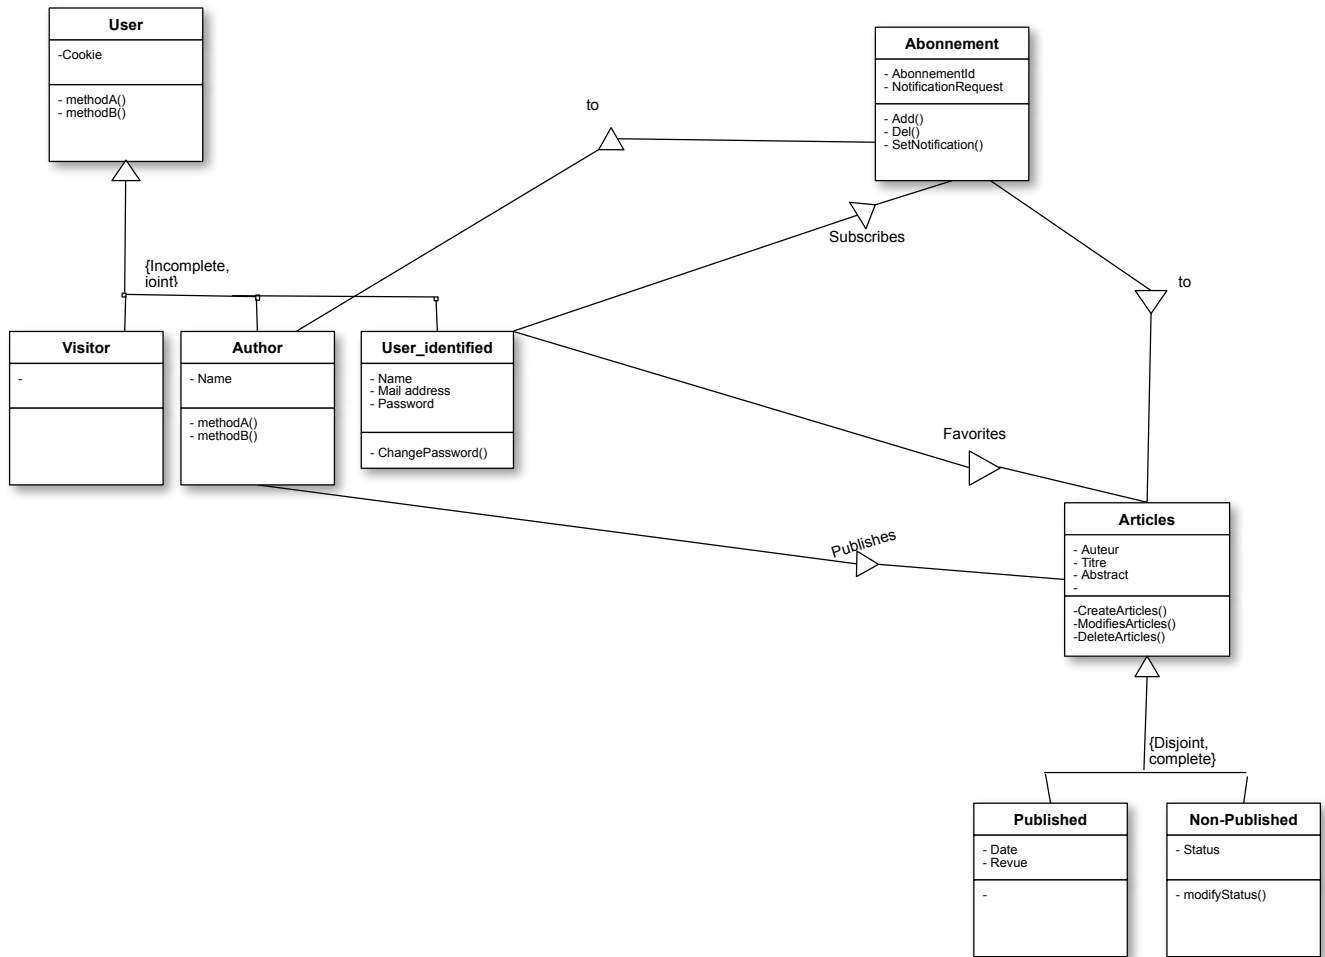 User
-Cookie
- methodA()
- methodB()
Abonnement
- AbonnementId
- NotificationRequest
- Add()
- Del()
- SetNotification()
to
Subscribes
to
{Incomplete,
ioint}
Visitor
-
Author
- Name
- methodA()
- methodB()
User_identified
- Name
- Mail address
- Password
- ChangePassword()
Favorites
Publishes
Articles
- Auteur
- Titre
- Abstract
-
-CreateArticles()
-ModifiesArticles()
-DeleteArticles()
{Disjoint,
complete}
Published
- Date
- Revue
-
Non-Published
- Status
- modifyStatus()